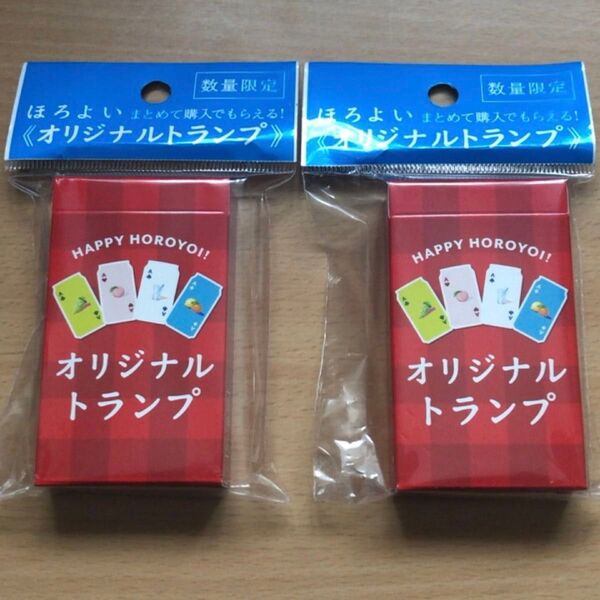 数量限定
ほろよい まとめて購入でもらえる!
《オリジナルトランプ》
HAPPY HOROYOI!
A
A
A
A
オリジナル
トランプ
数量限定
ほろよい まとめて購入でもらえる!
《オリジナルトランプ》
HAPPY HOROYOI!
A
A
A
A
オリジナル
トランプ